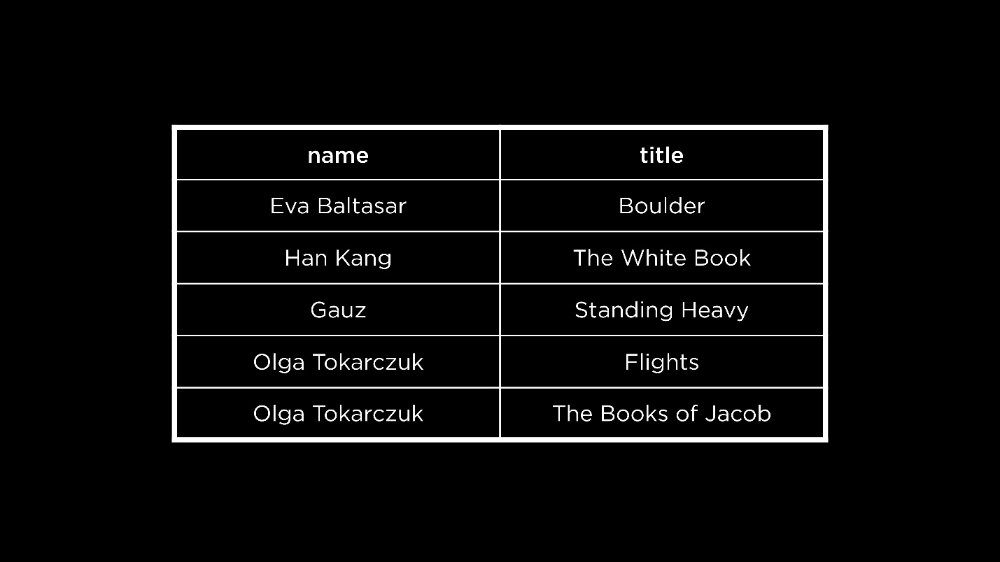 name title
Eva Baltasar Boulder
Han Kang The White Book
Gauz Standing Heavy
Olga Tokarczuk Flights
Olga Tokarczuk The Books of Jacob